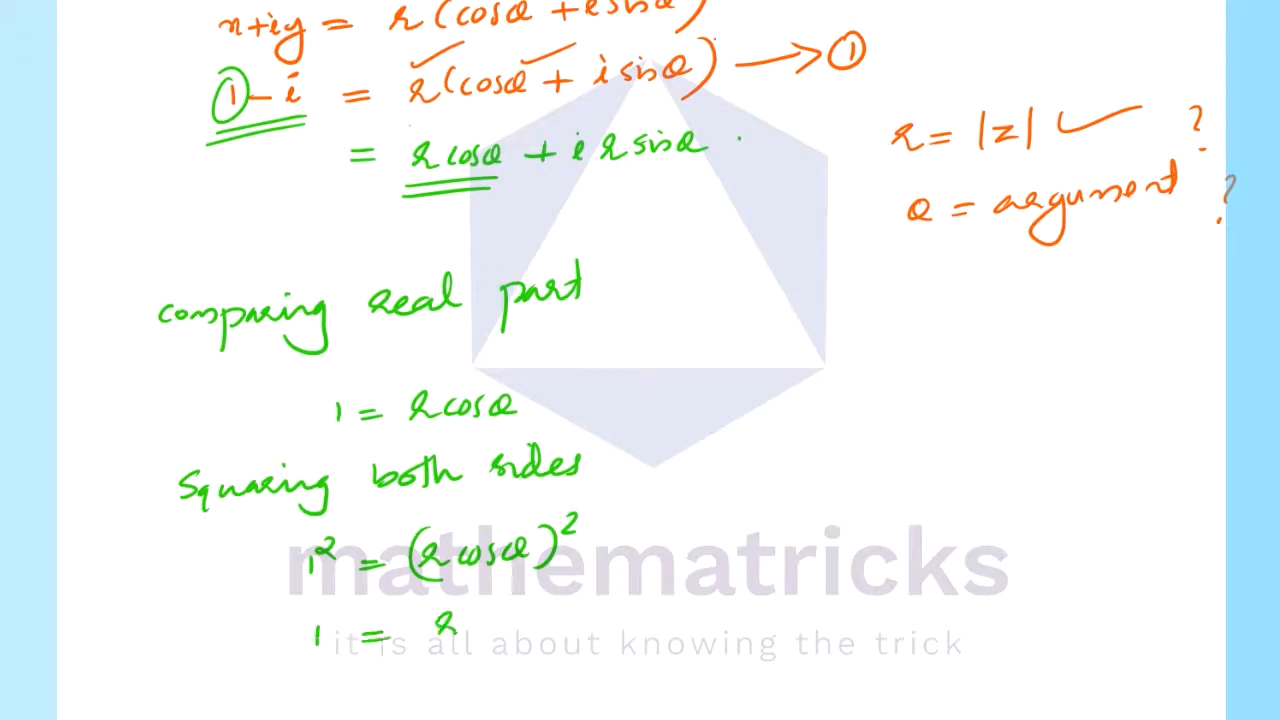 x+iy = r(cosθ + i sinθ)
1 - i = r(cosθ + i sinθ) → ①
= r cosθ + i r sinθ .
r = |z| ✓ ?
θ = argument ?
comparing real part
1 = r cosθ
Squaring both sides
1² = (r cosθ)²
1 = r
mathematricks
it is all about knowing the trick